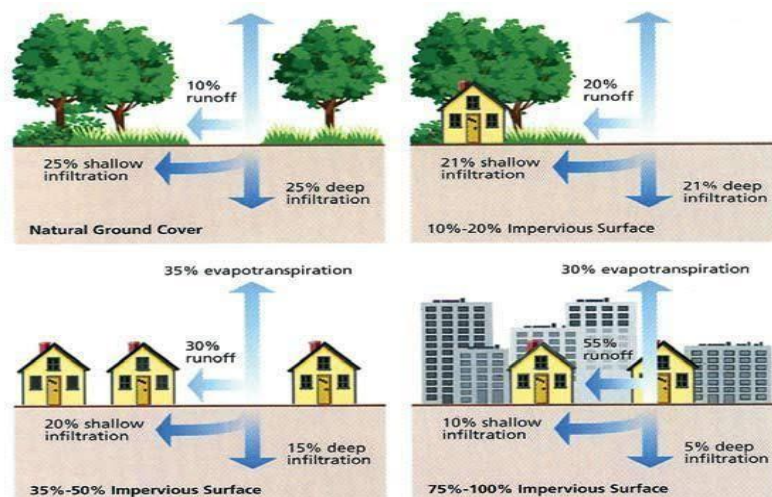 10%
runoff
25% shallow
infiltration
25% deep
infiltration
Natural Ground Cover
20%
runoff
21% shallow
infiltration
21% deep
infiltration
10%-20% Impervious Surface
35% evapotranspiration
30%
runoff
20% shallow
infiltration
15% deep
infiltration
35%-50% Impervious Surface
30% evapotranspiration
55%
runoff
10% shallow
infiltration
5% deep
infiltration
75%-100% Impervious Surface